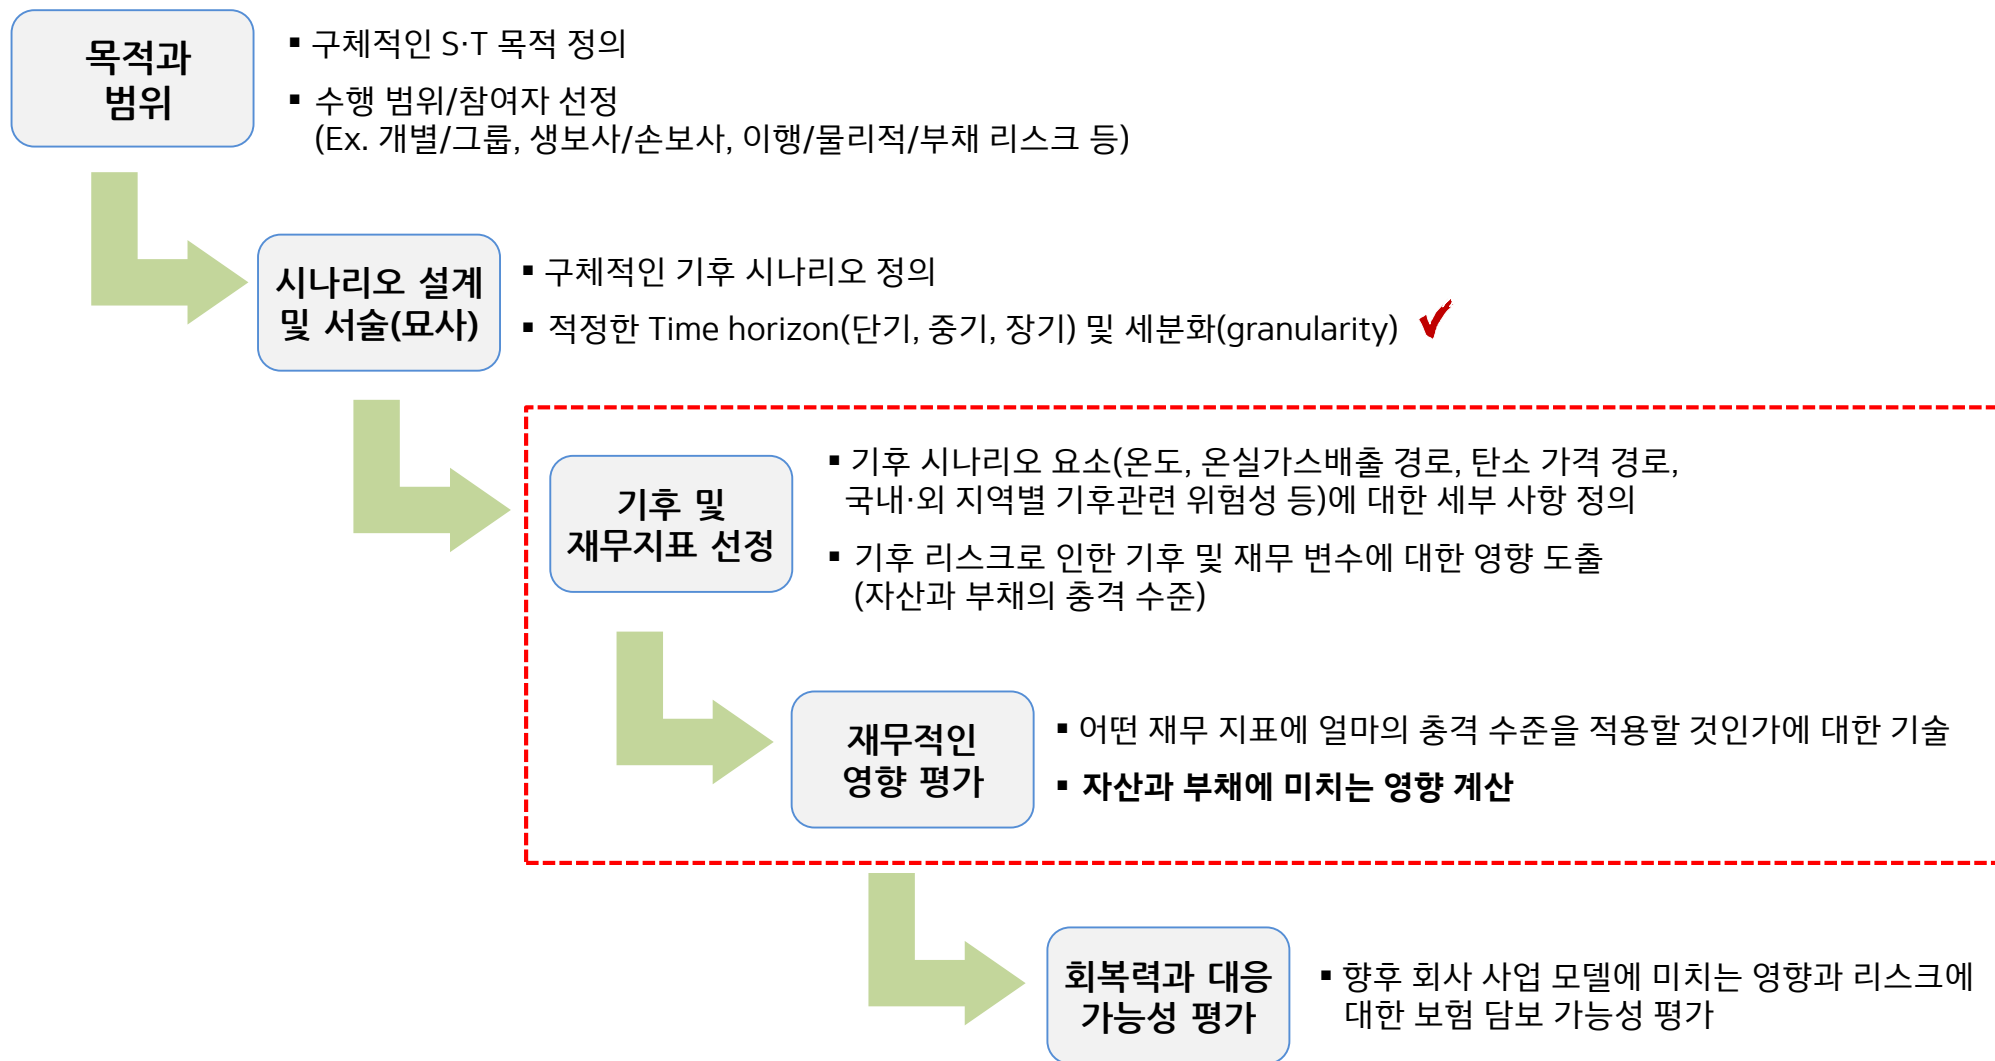 목적과
범위
▪ 구체적인 S·T 목적 정의
▪ 수행 범위/참여자 선정
(Ex. 개별/그룹, 생보사/손보사, 이행/물리적/부채 리스크 등)
시나리오 설계
및 서술(묘사)
▪ 구체적인 기후 시나리오 정의
▪ 적정한 Time horizon(단기, 중기, 장기) 및 세분화(granularity) ✓
기후 및
재무지표 선정
▪ 기후 시나리오 요소(온도, 온실가스배출 경로, 탄소 가격 경로,
국내·외 지역별 기후관련 위험성 등)에 대한 세부 사항 정의
▪ 기후 리스크로 인한 기후 및 재무 변수에 대한 영향 도출
(자산과 부채의 충격 수준)
재무적인
영향 평가
▪ 어떤 재무 지표에 얼마의 충격 수준을 적용할 것인가에 대한 기술
▪ 자산과 부채에 미치는 영향 계산
회복력과 대응
가능성 평가
▪ 향후 회사 사업 모델에 미치는 영향과 리스크에
대한 보험 담보 가능성 평가